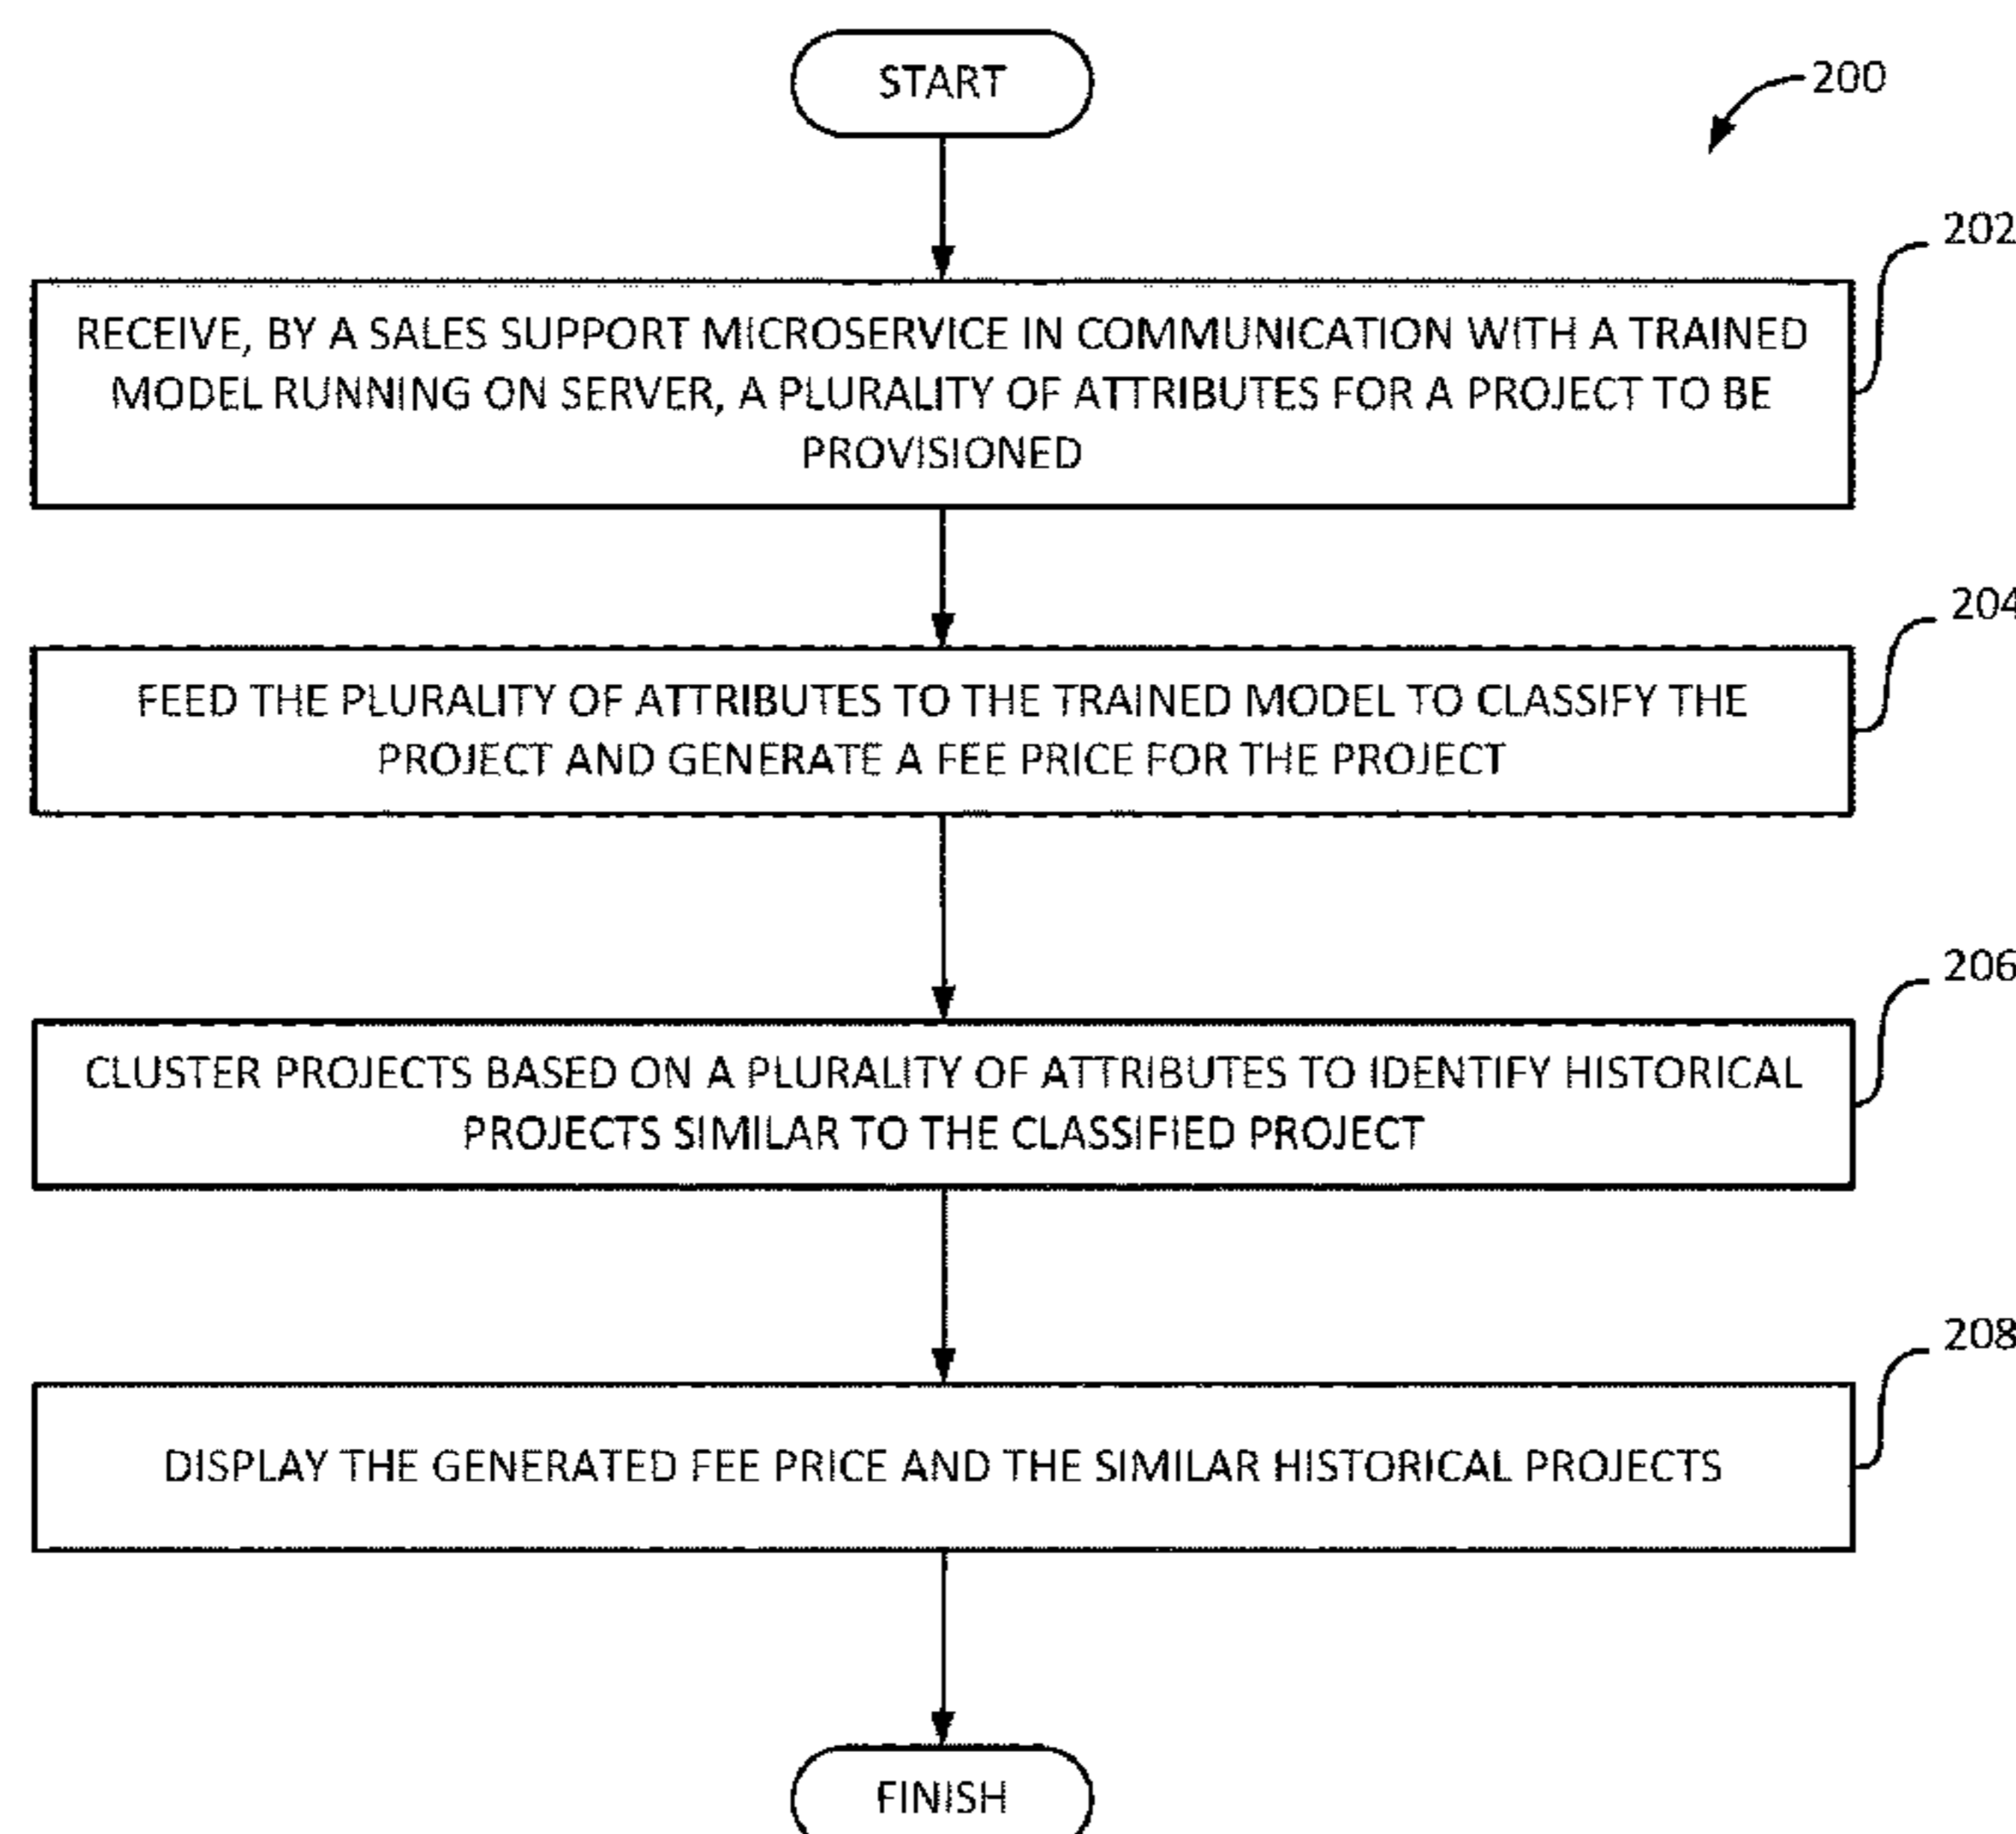 START
200
202
RECEIVE, BY A SALES SUPPORT MICROSERVICE IN COMMUNICATION WITH A TRAINED
MODEL RUNNING ON SERVER, A PLURALITY OF ATTRIBUTES FOR A PROJECT TO BE
PROVISIONED
204
FEED THE PLURALITY OF ATTRIBUTES TO THE TRAINED MODEL TO CLASSIFY THE
PROJECT AND GENERATE A FEE PRICE FOR THE PROJECT
206
CLUSTER PROJECTS BASED ON A PLURALITY OF ATTRIBUTES TO IDENTIFY HISTORICAL
PROJECTS SIMILAR TO THE CLASSIFIED PROJECT
208
DISPLAY THE GENERATED FEE PRICE AND THE SIMILAR HISTORICAL PROJECTS
FINISH